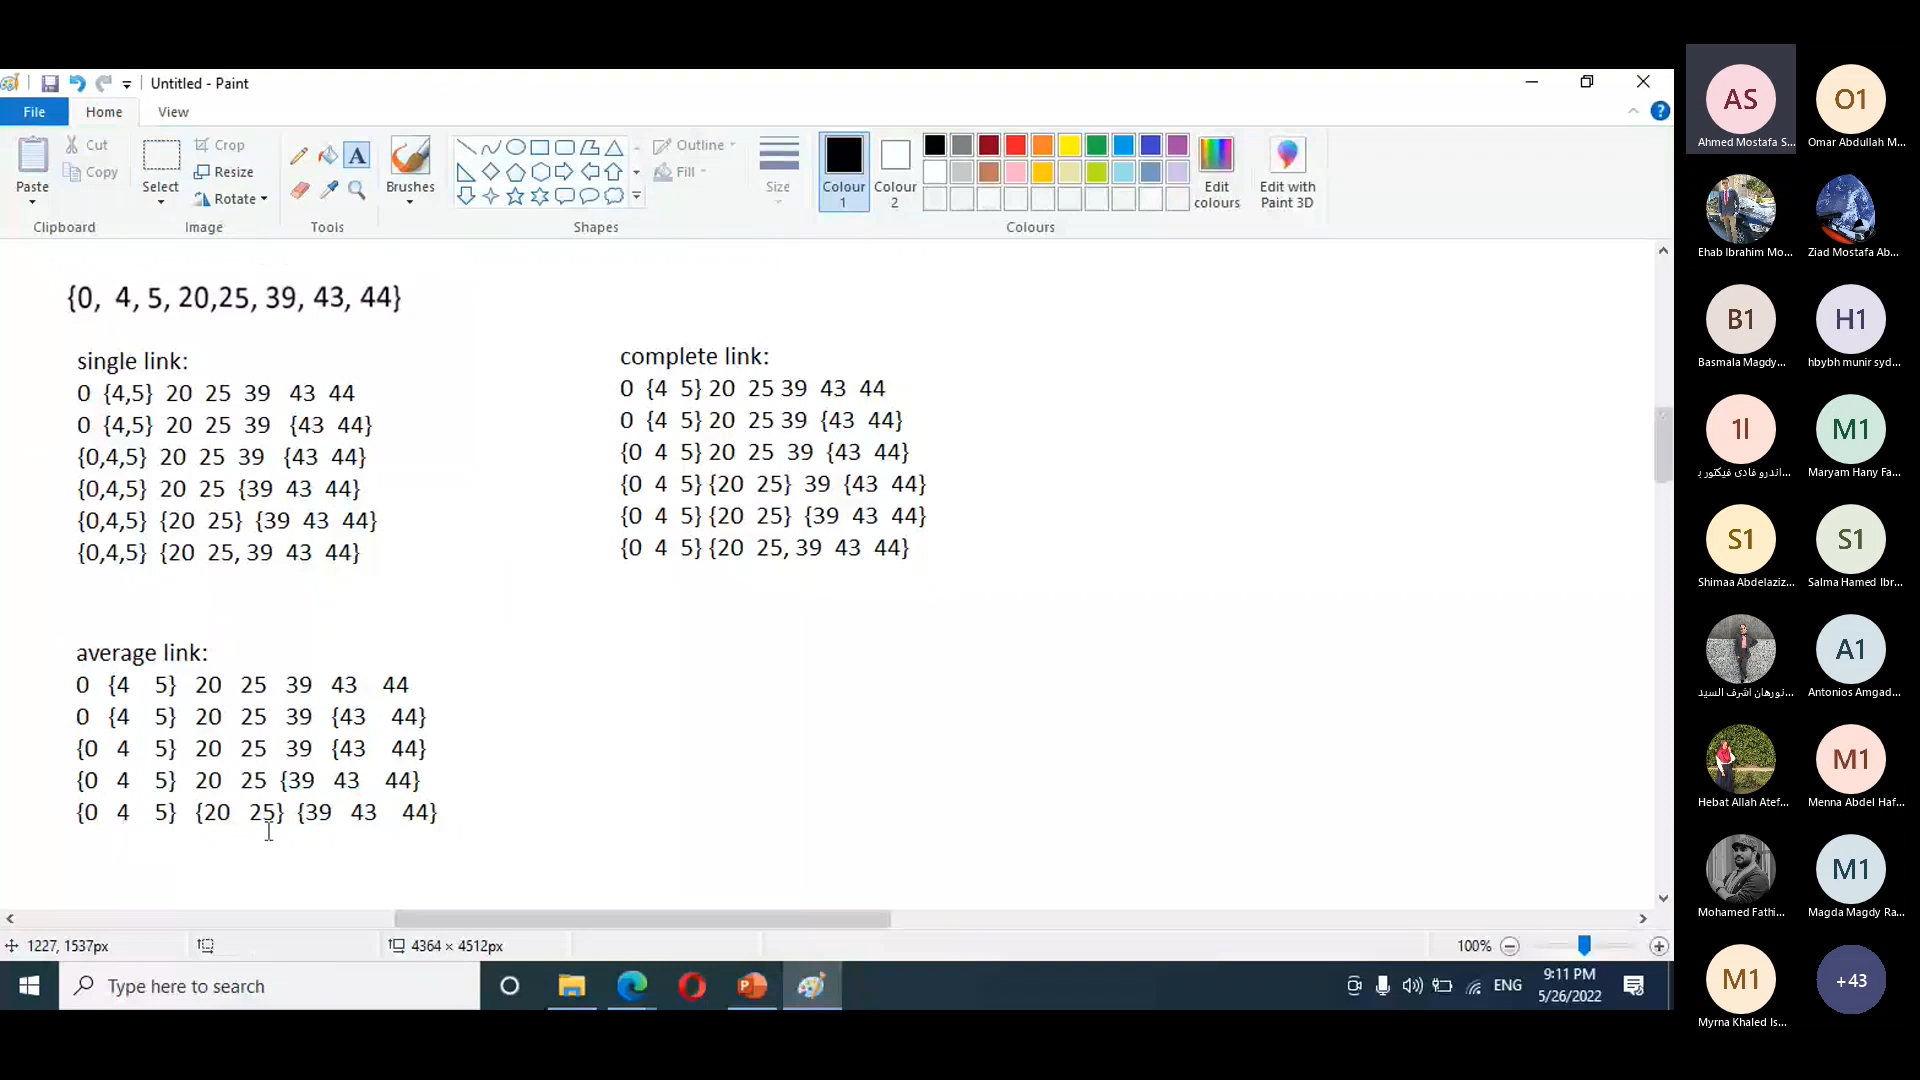 Untitled - Paint
File Home View
Paste
Cut
Copy
Clipboard
Select
Crop
Resize
Rotate
Image
A
Tools
Brushes
Shapes
Outline
Fill
Size
Colour 1
Colour 2
Edit colours
Edit with Paint 3D
Colours
{0, 4, 5, 20,25, 39, 43, 44}
single link:
0 {4,5} 20 25 39 43 44
0 {4,5} 20 25 39 {43 44}
{0,4,5} 20 25 39 {43 44}
{0,4,5} 20 25 {39 43 44}
{0,4,5} {20 25} {39 43 44}
{0,4,5} {20 25, 39 43 44}
complete link:
0 {4 5} 20 25 39 43 44
0 {4 5} 20 25 39 {43 44}
{0 4 5} 20 25 39 {43 44}
{0 4 5} {20 25} 39 {43 44}
{0 4 5} {20 25} {39 43 44}
{0 4 5} {20 25, 39 43 44}
average link:
0 {4 5} 20 25 39 43 44
0 {4 5} 20 25 39 {43 44}
{0 4 5} 20 25 39 {43 44}
{0 4 5} 20 25 {39 43 44}
{0 4 5} {20 25} {39 43 44}
1227, 1537px
4364 × 4512px
100%
Type here to search
ENG
9:11 PM
5/26/2022
AS
Ahmed Mostafa S...
O1
Omar Abdullah M...
Ehab Ibrahim Mo...
Ziad Mostafa Ab...
B1
Basmala Magdy...
H1
hbybh munir syd...
1ا
اندرو فادى فيكتور ب...
M1
Maryam Hany Fa...
S1
Shimaa Abdelaziz...
S1
Salma Hamed Ibr...
نورهان اشرف السيد...
A1
Antonios Amgad...
Hebat Allah Atef...
M1
Menna Abdel Haf...
Mohamed Fathi...
M1
Magda Magdy Ra...
M1
Myrna Khaled Is...
+43